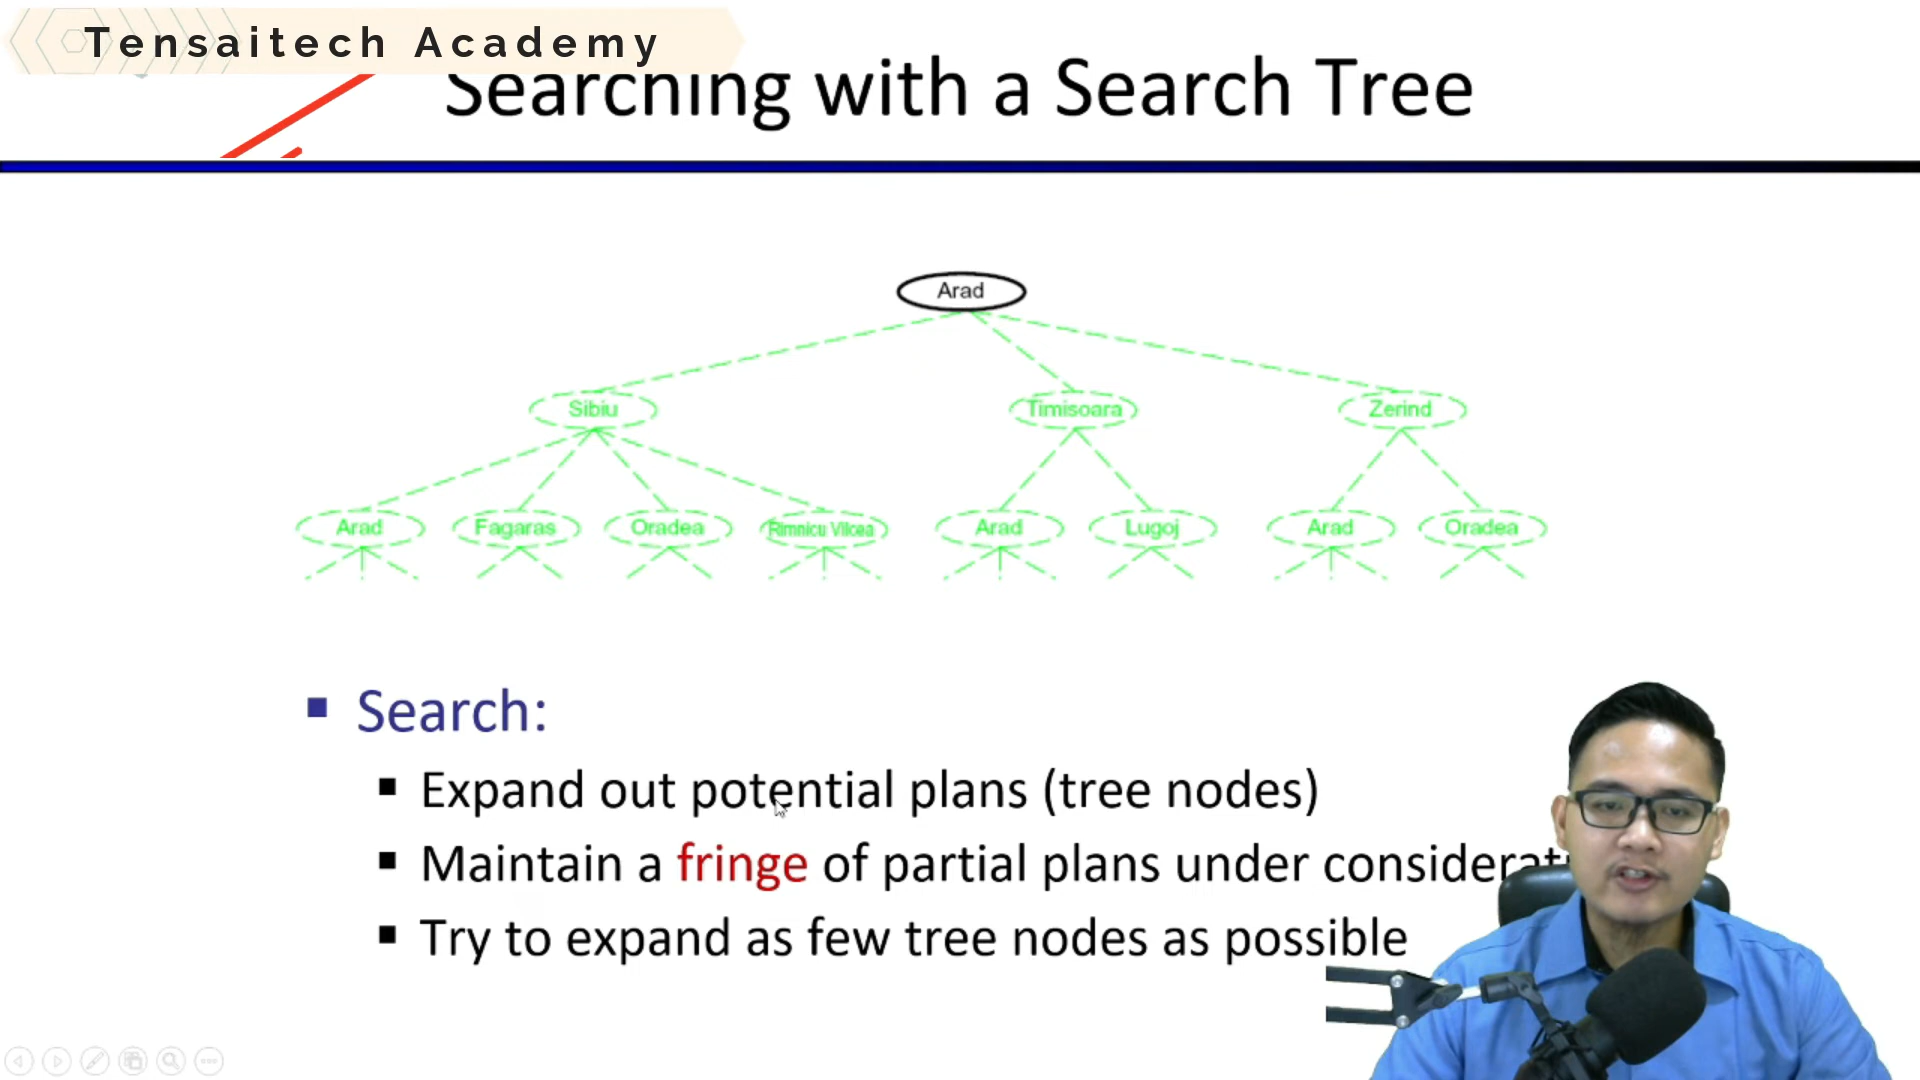 Tensaitech Academy
Searching with a Search Tree
Arad
Sibiu Timisoara Zerind
Arad Fagaras Oradea Rimnicu Vilcea Arad Lugoj Arad Oradea
Search:
Expand out potential plans (tree nodes)
Maintain a fringe of partial plans under considerat
Try to expand as few tree nodes as possible